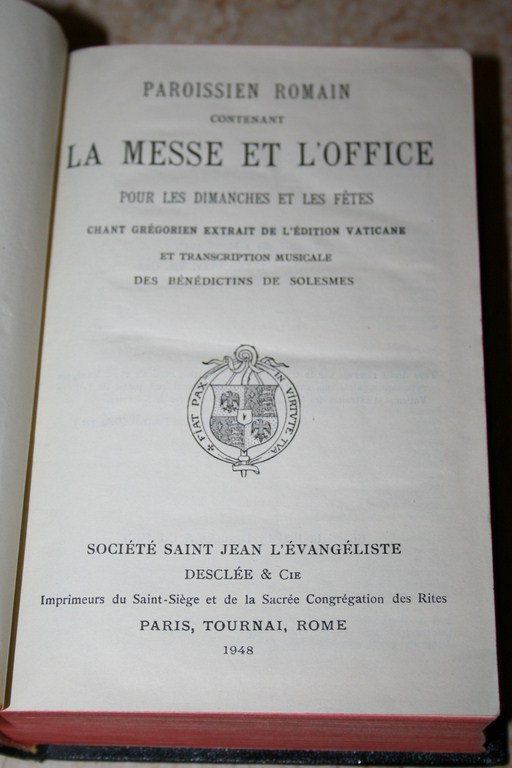 PAROISSIEN ROMAIN
CONTENANT
LA MESSE ET L'OFFICE
POUR LES DIMANCHES ET LES FÊTES
CHANT GRÉGORIEN EXTRAIT DE L'ÉDITION VATICANE
ET TRANSCRIPTION MUSICALE
DES BÉNÉDICTINS DE SOLESMES
✠ FIAT PAX IN VIRTVTE TVA
SOCIÉTÉ SAINT JEAN L'ÉVANGÉLISTE
DESCLÉE & CIE
Imprimeurs du Saint-Siège et de la Sacrée Congrégation des Rites
PARIS, TOURNAI, ROME
1948